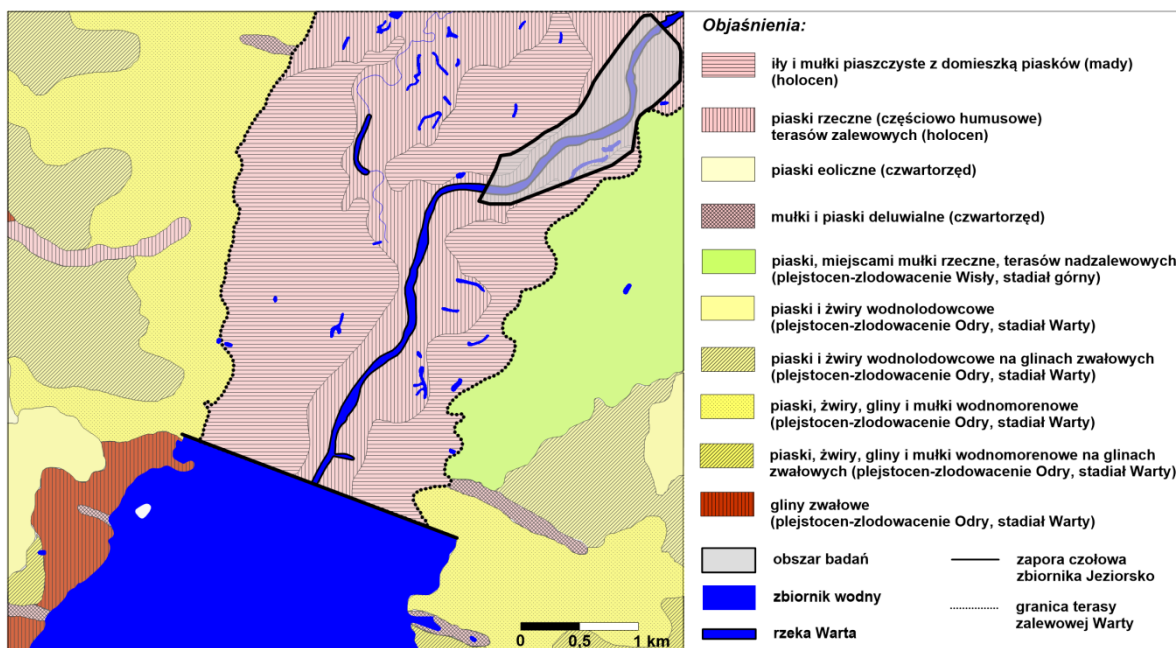 Objaśnienia:
iły i mułki piaszczyste z domieszką piasków (mady)
(holocen)
piaski rzeczne (częściowo humusowe)
terasów zalewowych (holocen)
piaski eoliczne (czwartorzęd)
mułki i piaski deluwialne (czwartorzęd)
piaski, miejscami mułki rzeczne, terasów nadzalewowych
(plejstocen-zlodowacenie Wisły, stadiał górny)
piaski i żwiry wodnolodowcowe
(plejstocen-zlodowacenie Odry, stadiał Warty)
piaski i żwiry wodnolodowcowe na glinach zwałowych
(plejstocen-zlodowacenie Odry, stadiał Warty)
piaski, żwiry, gliny i mułki wodnomorenowe
(plejstocen-zlodowacenie Odry, stadiał Warty)
piaski, żwiry, gliny i mułki wodnomorenowe na glinach
zwałowych (plejstocen-zlodowacenie Odry, stadiał Warty)
gliny zwałowe
(plejstocen-zlodowacenie Odry, stadiał Warty)
obszar badań
zbiornik wodny
rzeka Warta
zapora czołowa
zbiornika Jeziorsko
granica terasy
zalewowej Warty
0 0,5 1 km